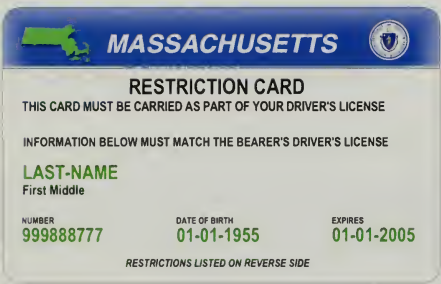 MASSACHUSETTS
RESTRICTION CARD
THIS CARD MUST BE CARRIED AS PART OF YOUR DRIVER'S LICENSE
INFORMATION BELOW MUST MATCH THE BEARER'S DRIVER'S LICENSE
LAST-NAME
First Middle
NUMBER DATE OF BIRTH EXPIRES
999888777 01-01-1955 01-01-2005
RESTRICTIONS LISTED ON REVERSE SIDE